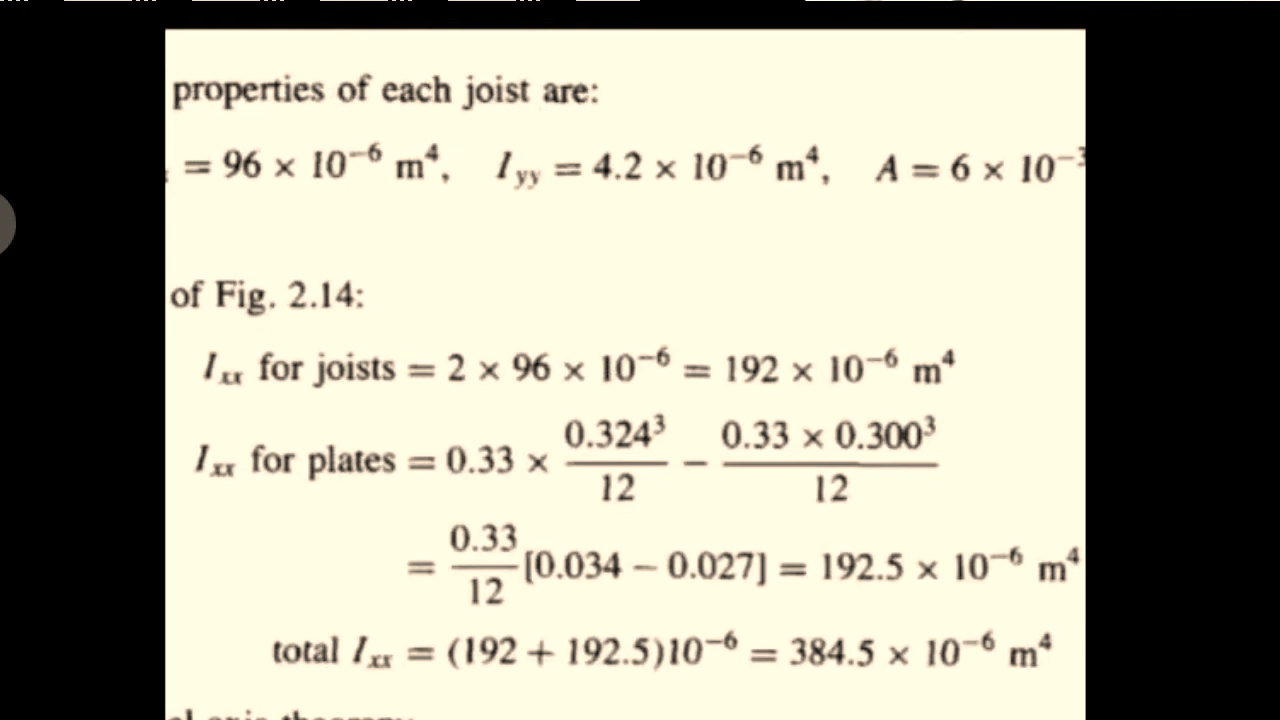 properties of each joist are:
= 96 × 10⁻⁶ m⁴, I_yy = 4.2 × 10⁻⁶ m⁴, A = 6 × 10⁻³
of Fig. 2.14:
I_xx for joists = 2 × 96 × 10⁻⁶ = 192 × 10⁻⁶ m⁴
I_xx for plates = 0.33 × 0.324³/12 − 0.33 × 0.300³/12
= 0.33/12 [0.034 − 0.027] = 192.5 × 10⁻⁶ m⁴
total I_xx = (192 + 192.5)10⁻⁶ = 384.5 × 10⁻⁶ m⁴